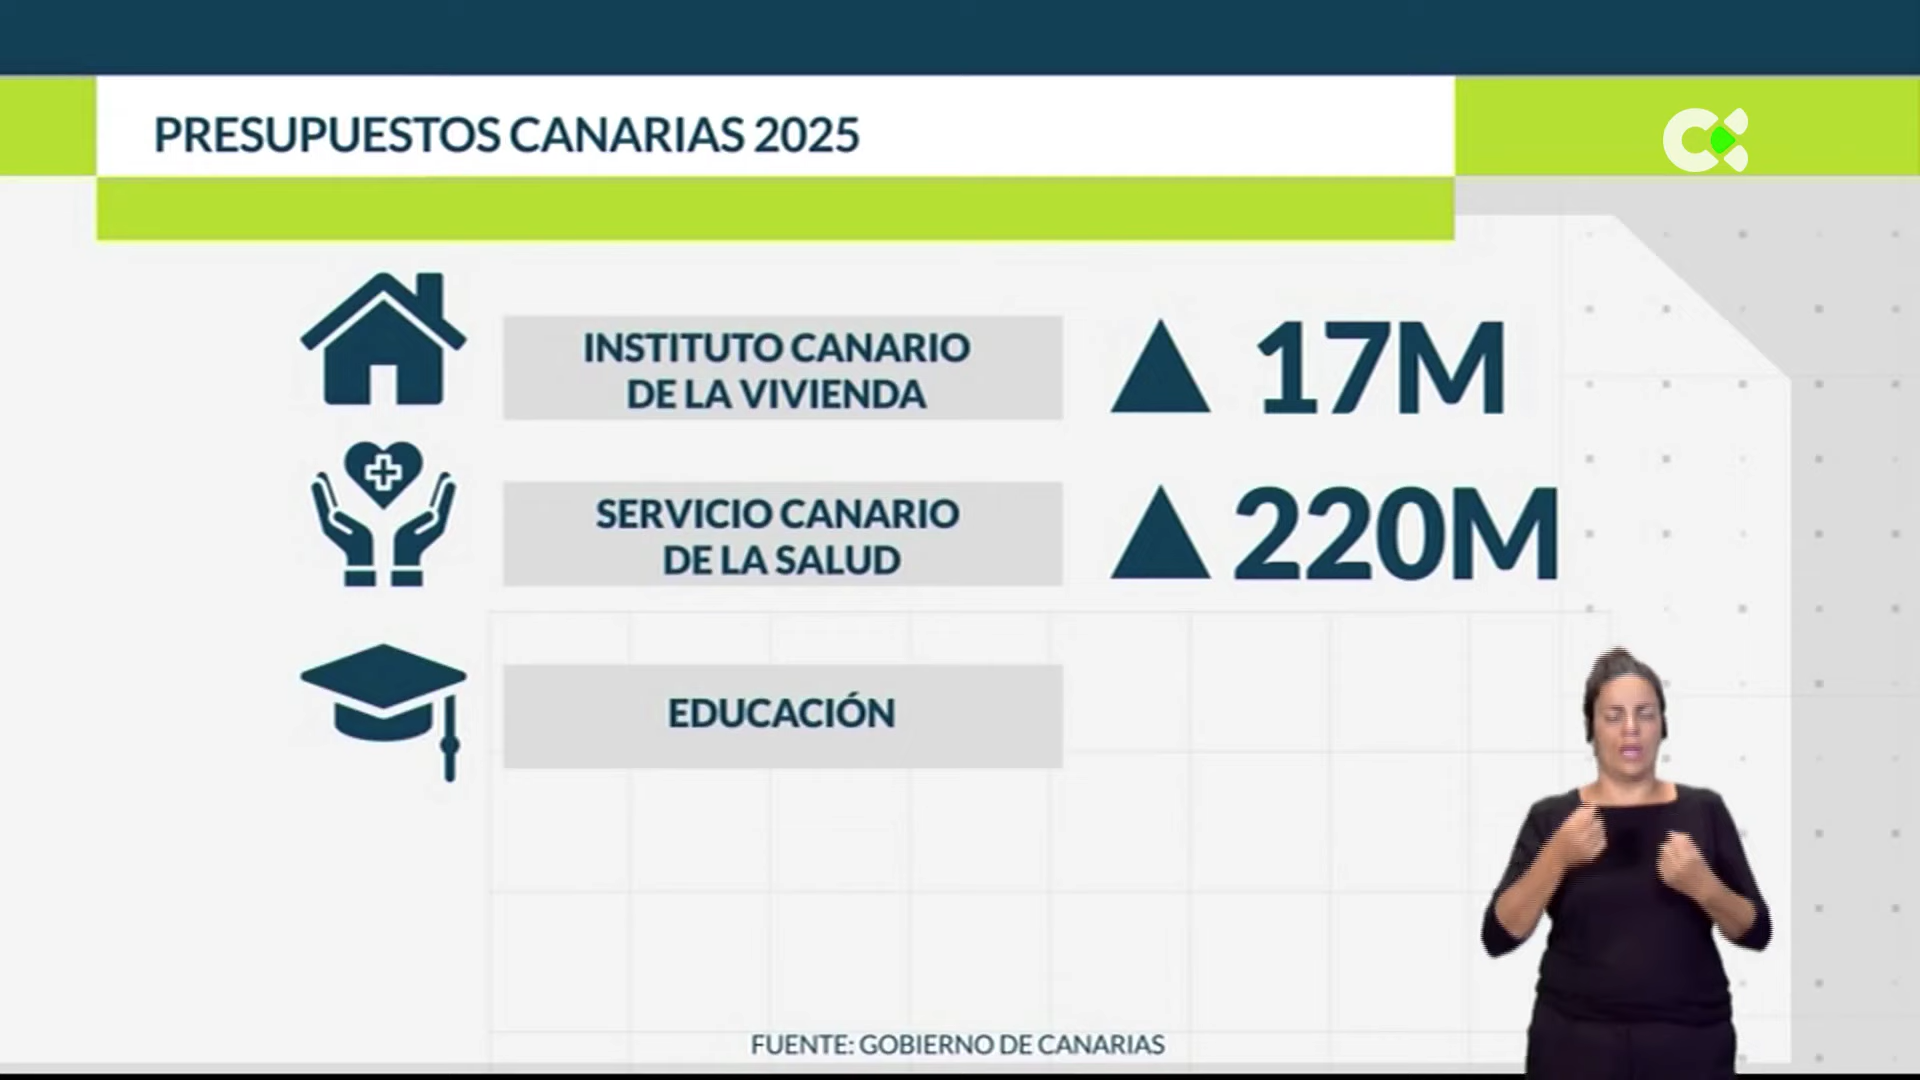 PRESUPUESTOS CANARIAS 2025
INSTITUTO CANARIO
DE LA VIVIENDA
17M
SERVICIO CANARIO
DE LA SALUD
220M
EDUCACIÓN
FUENTE: GOBIERNO DE CANARIAS